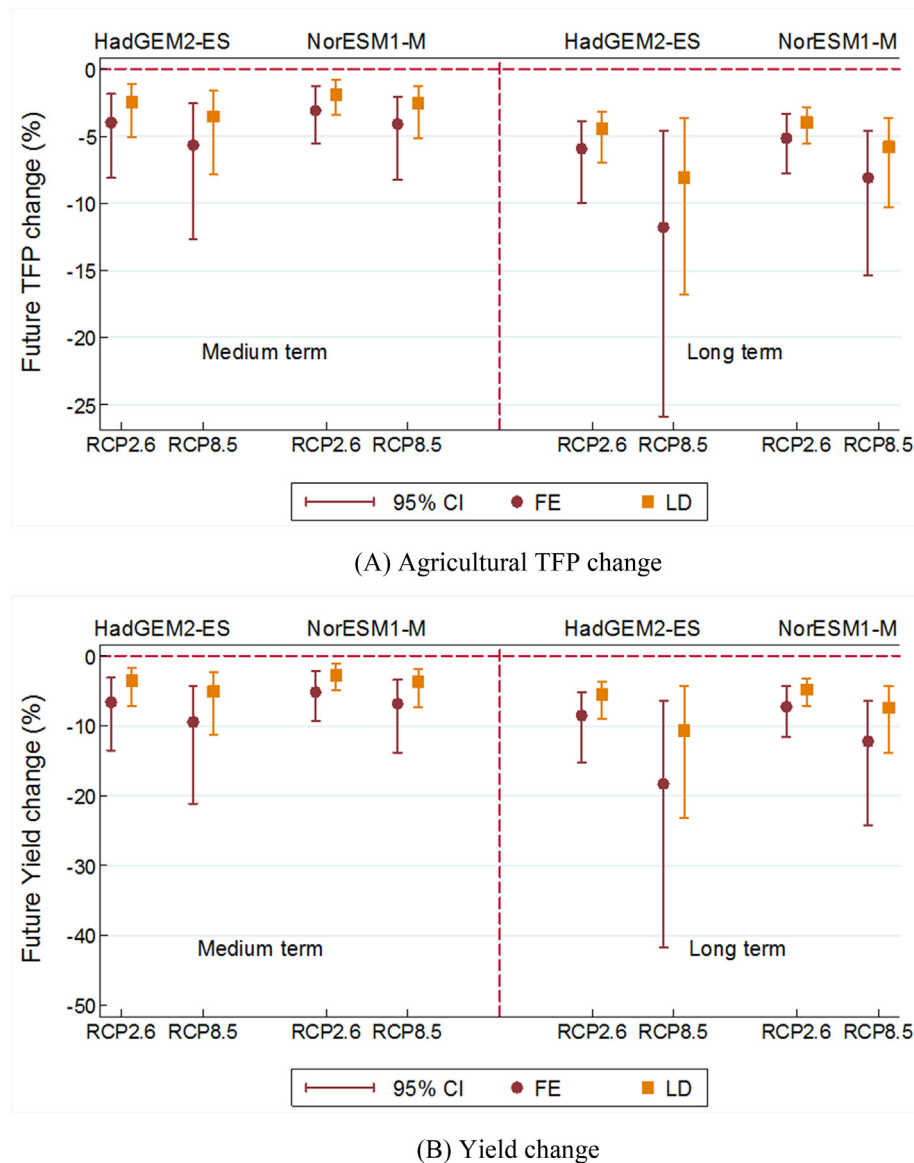 HadGEM2-ES NorESM1-M HadGEM2-ES NorESM1-M
Future TFP change (%)
0
-5
-10
-15
-20
-25
Medium term Long term
RCP2.6 RCP8.5 RCP2.6 RCP8.5 RCP2.6 RCP8.5 RCP2.6 RCP8.5
95% CI FE LD
(A) Agricultural TFP change
HadGEM2-ES NorESM1-M HadGEM2-ES NorESM1-M
Future Yield change (%)
0
-10
-20
-30
-40
-50
Medium term Long term
RCP2.6 RCP8.5 RCP2.6 RCP8.5 RCP2.6 RCP8.5 RCP2.6 RCP8.5
95% CI FE LD
(B) Yield change